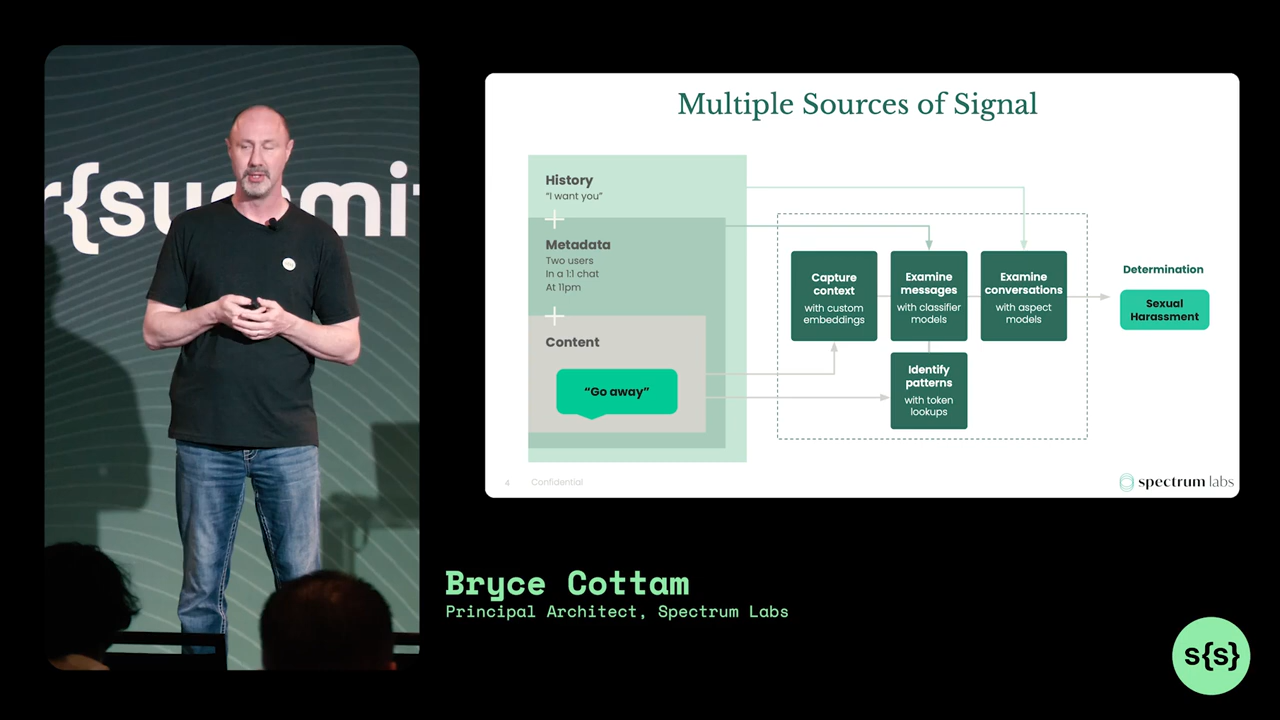 r{summit
Multiple Sources of Signal
History
“I want you”
Metadata
Two users
In a 1:1 chat
At 11pm
Content
“Go away”
Capture
context
with custom
embeddings
Examine
messages
with classifier
models
Examine
conversations
with aspect
models
Identify
patterns
with token
lookups
Determination
Sexual
Harassment
4 Confidential
spectrum labs
Bryce Cottam
Principal Architect, Spectrum Labs
s{s}